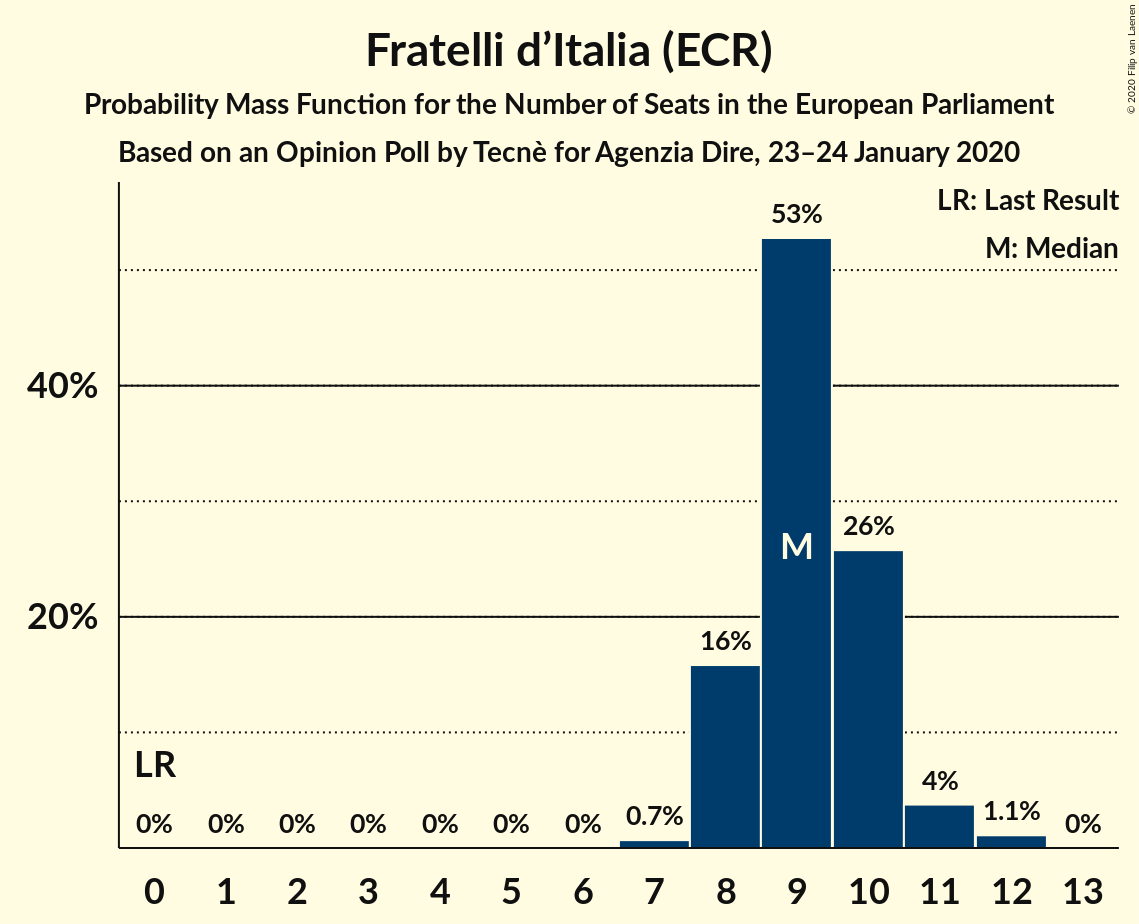 Fratelli d’Italia (ECR)
Probability Mass Function for the Number of Seats in the European Parliament
Based on an Opinion Poll by Tecnè for Agenzia Dire, 23–24 January 2020
© 2020 Filip van Laenen
LR: Last Result
M: Median
53%
40%
26%
M
20%
16%
LR
4%
0% 0% 0% 0% 0% 0% 0% 0.7% 1.1% 0%
0 1 2 3 4 5 6 7 8 9 10 11 12 13